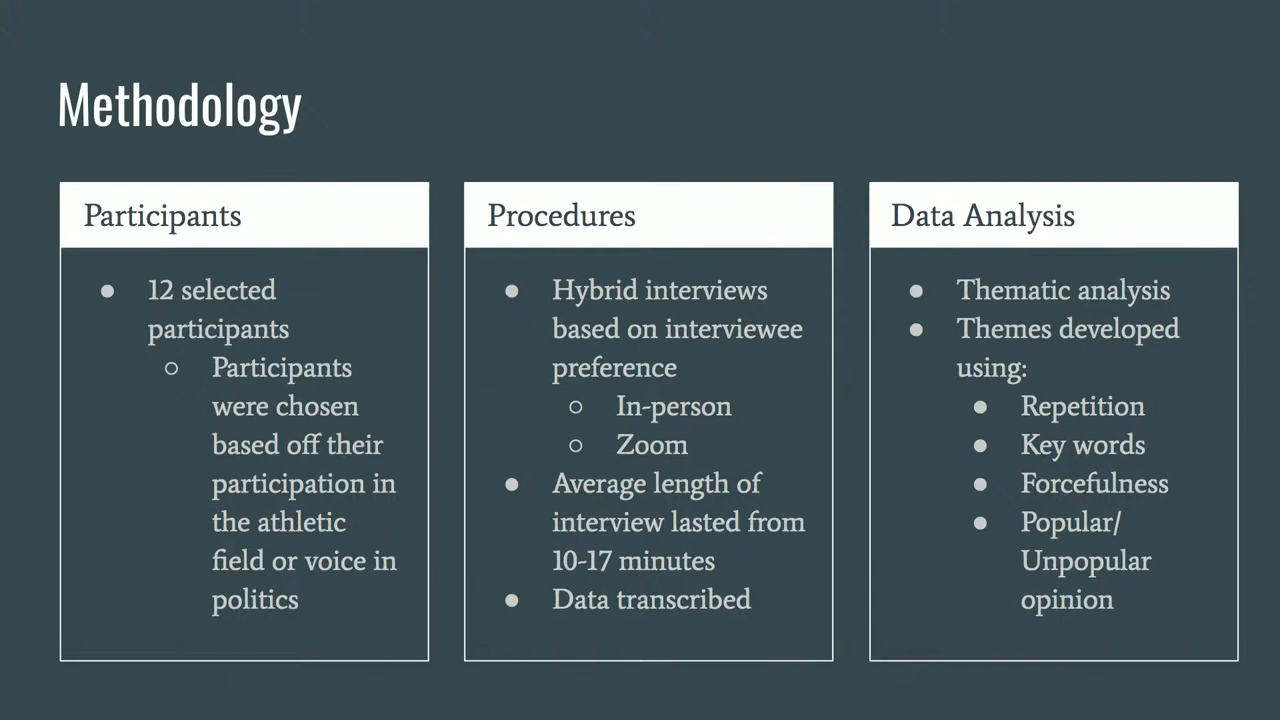 Methodology
Participants
● 12 selected
participants
○ Participants
were chosen
based off their
participation in
the athletic
field or voice in
politics
Procedures
● Hybrid interviews
based on interviewee
preference
○ In-person
○ Zoom
● Average length of
interview lasted from
10-17 minutes
● Data transcribed
Data Analysis
● Thematic analysis
● Themes developed
using:
● Repetition
● Key words
● Forcefulness
● Popular/
Unpopular
opinion